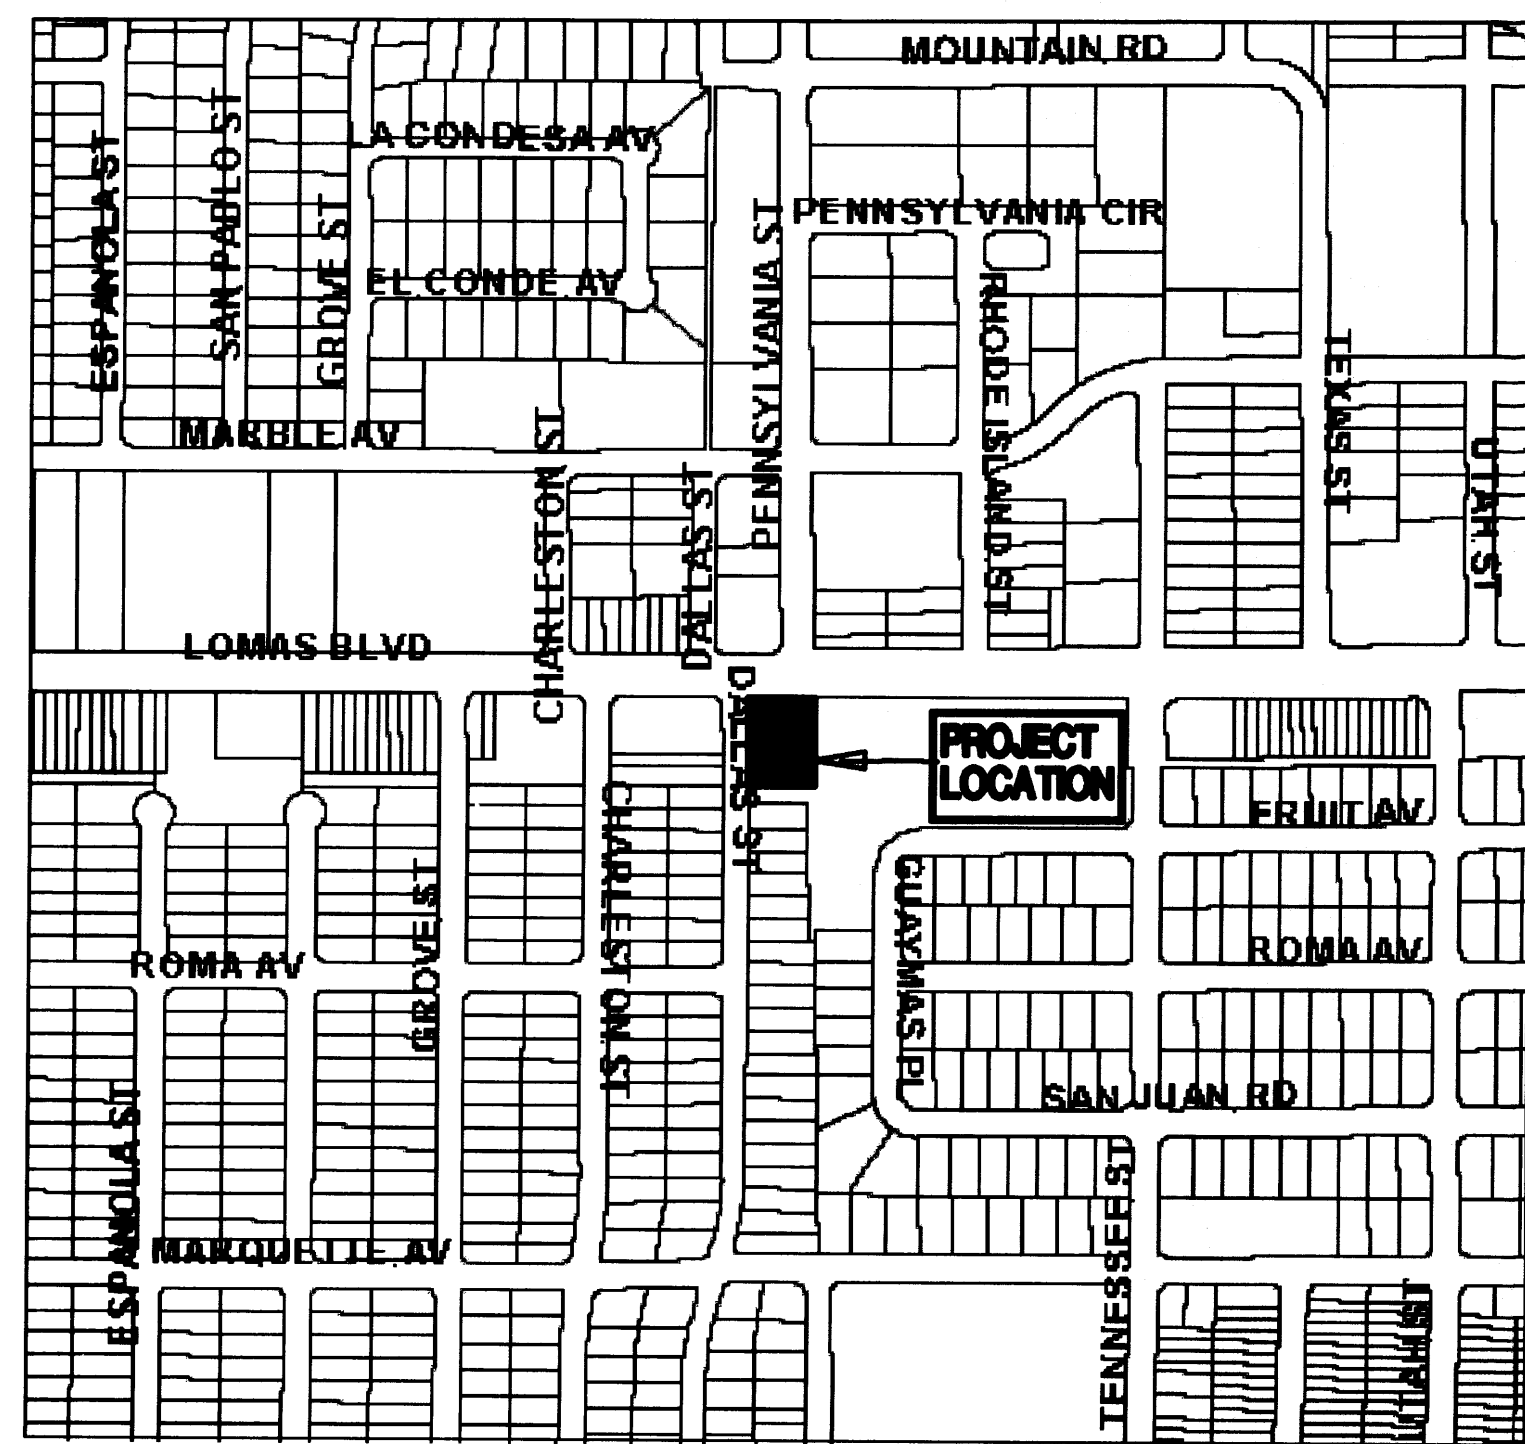 MOUNTAIN RD
LA CONDESA AV
ESPANOLA ST
SAN PABLO ST
GROVE ST
PENNSYLVANIA ST
PENNSYLVANIA CIR
EL CONDE AV
RHODE ISLAND ST
TEXAS ST
MARBLE AV
CHARLESTON ST
DALLAS ST
UTAH ST
LOMAS BLVD
DALLAS ST
PROJECT
LOCATION
CHARLESTON ST
FRUIT AV
GROVE ST
GUAYMAS PL
ROMA AV
ROMA AV
ESPANOLA ST
SAN JUAN RD
TENNESSEE ST
MARQUETTE AV
UTAH ST